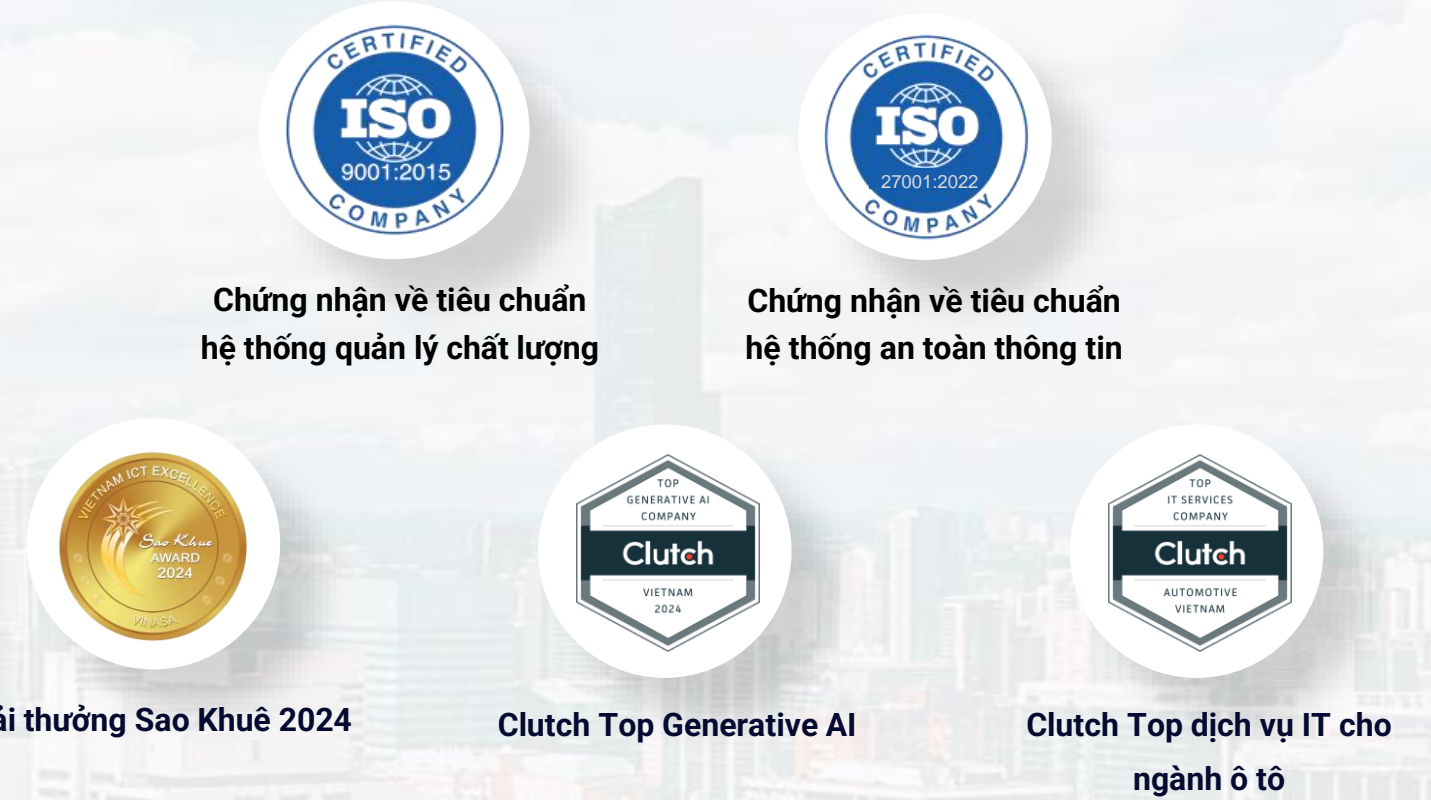 CERTIFIED
ISO
9001:2015
COMPANY
CERTIFIED
ISO
27001:2022
COMPANY
Chứng nhận về tiêu chuẩn
hệ thống quản lý chất lượng
Chứng nhận về tiêu chuẩn
hệ thống an toàn thông tin
VIETNAM ICT EXCELLENCE
Sao Khue
AWARD
2024
VINASA
TOP
GENERATIVE AI
COMPANY
Clutch
VIETNAM
2024
TOP
IT SERVICES
COMPANY
Clutch
AUTOMOTIVE
VIETNAM
thưởng Sao Khuê 2024
Clutch Top Generative AI
Clutch Top dịch vụ IT cho
ngành ô tô